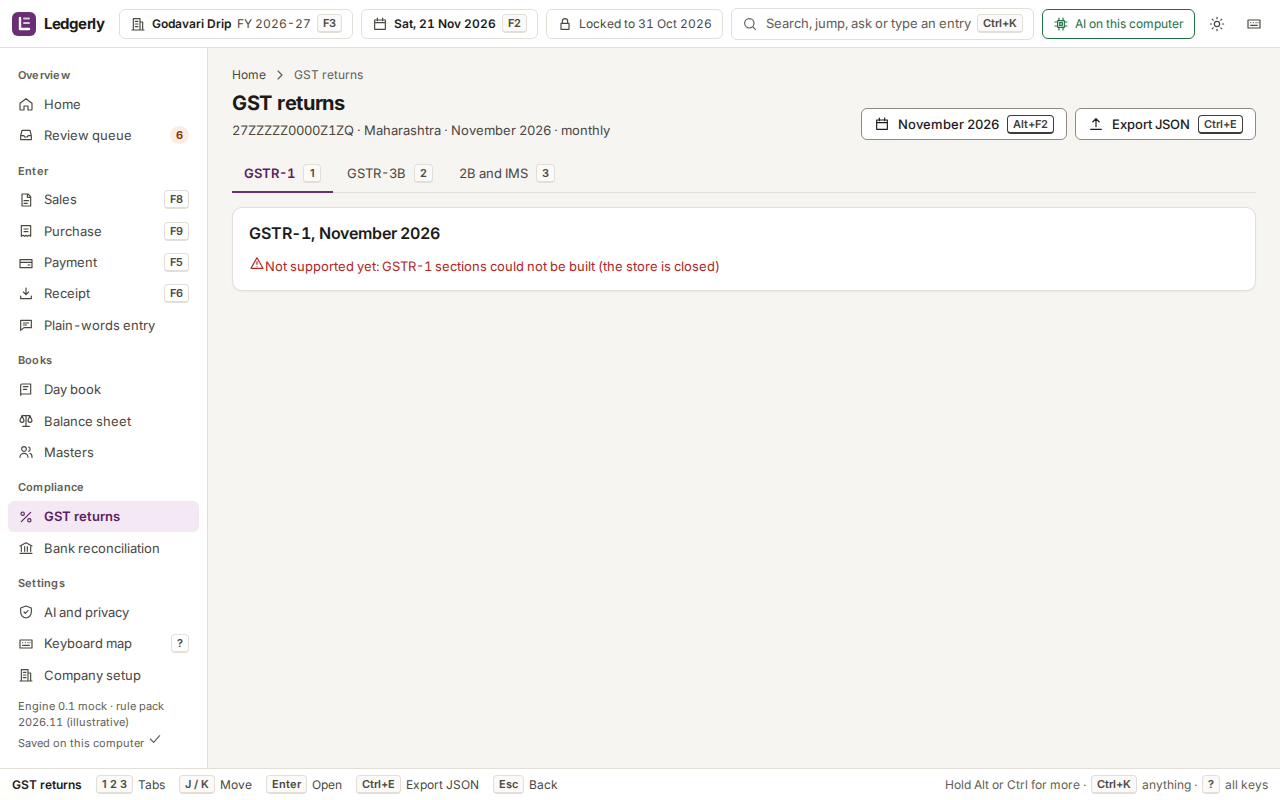 Ledgerly
Godavari Drip FY 2026-27 F3
Sat, 21 Nov 2026 F2
Locked to 31 Oct 2026
Search, jump, ask or type an entry Ctrl+K
AI on this computer
Overview
Home
Review queue 6
Enter
Sales F8
Purchase F9
Payment F5
Receipt F6
Plain-words entry
Books
Day book
Balance sheet
Masters
Compliance
GST returns
Bank reconciliation
Settings
AI and privacy
Keyboard map ?
Company setup
Engine 0.1 mock · rule pack
2026.11 (illustrative)
Saved on this computer
Home > GST returns
GST returns
27ZZZZZ0000Z1ZQ · Maharashtra · November 2026 · monthly
November 2026 Alt+F2
Export JSON Ctrl+E
GSTR-1 1
GSTR-3B 2
2B and IMS 3
GSTR-1, November 2026
Not supported yet: GSTR-1 sections could not be built (the store is closed)
GST returns 1 2 3 Tabs J / K Move Enter Open Ctrl+E Export JSON Esc Back
Hold Alt or Ctrl for more · Ctrl+K anything · ? all keys